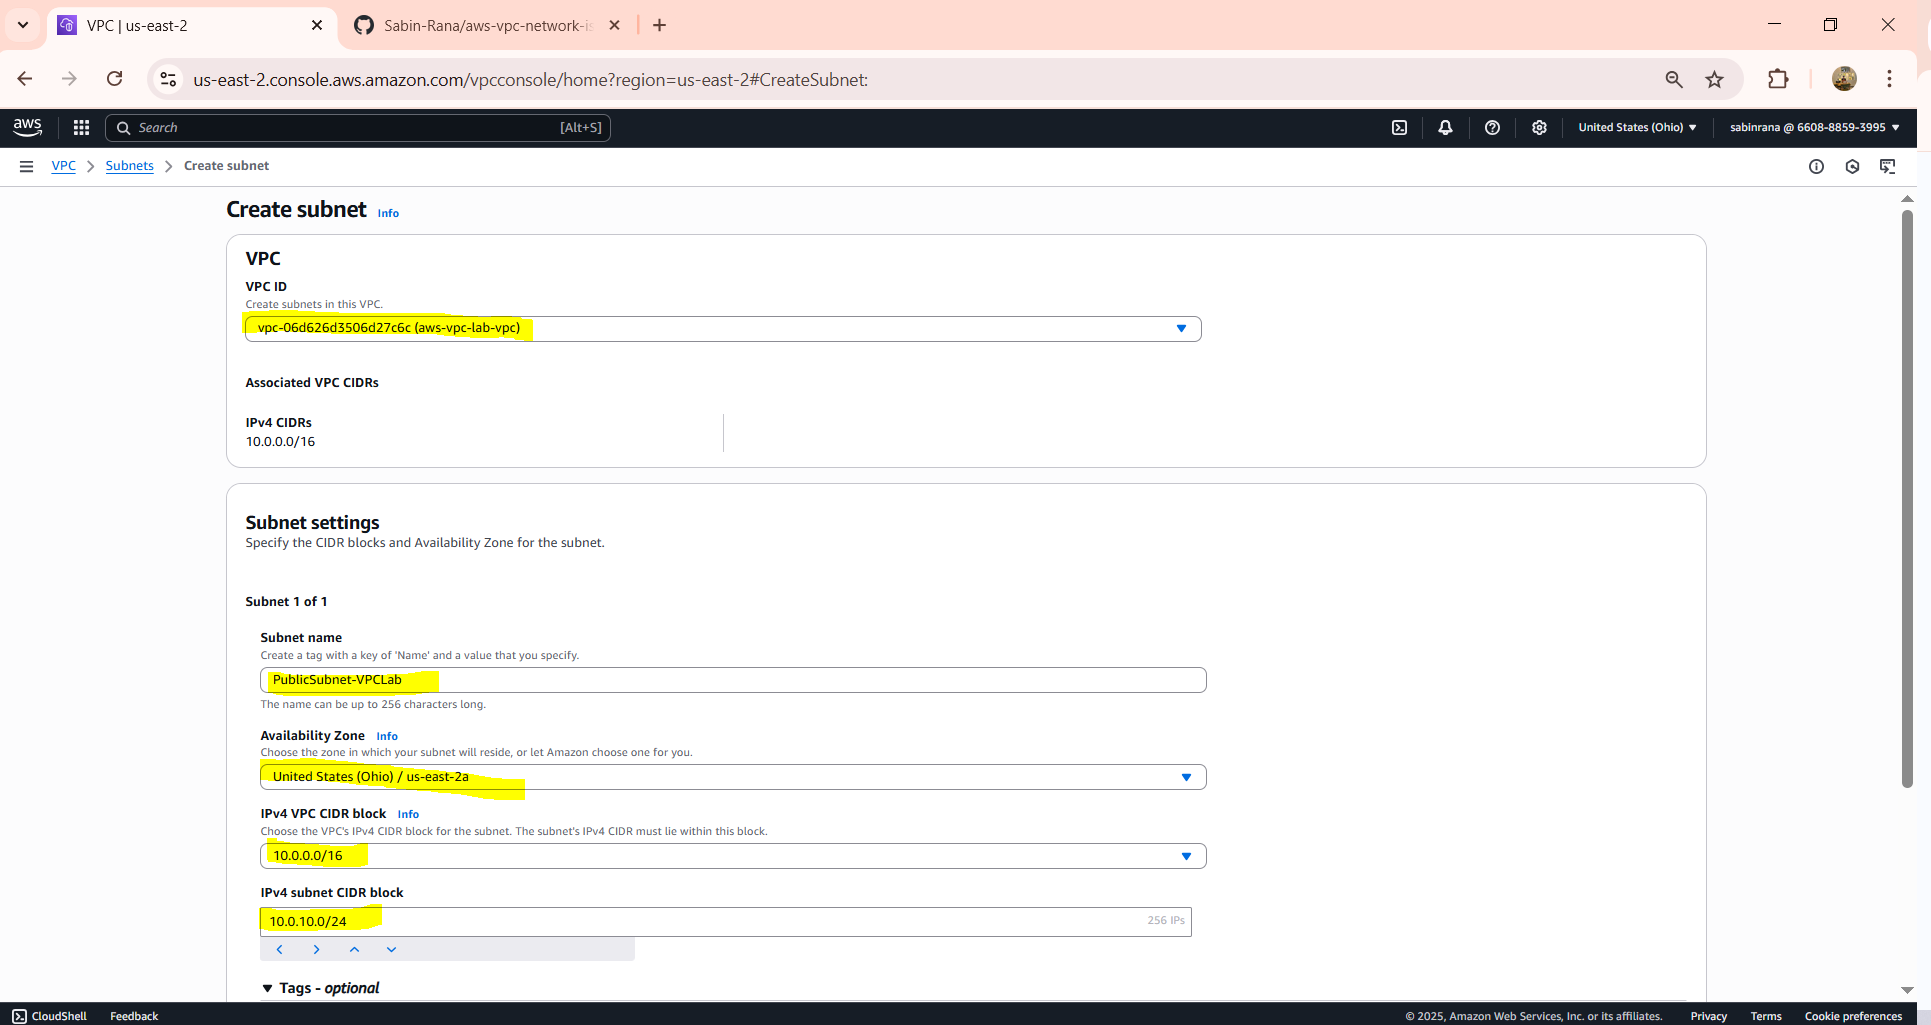 VPC | us-east-2
Sabin-Rana/aws-vpc-network-is
us-east-2.console.aws.amazon.com/vpcconsole/home?region=us-east-2#CreateSubnet:
aws
Search [Alt+S]
United States (Ohio) ▼
sabinrana @ 6608-8859-3995 ▼
VPC > Subnets > Create subnet
Create subnet Info
VPC
VPC ID
Create subnets in this VPC.
vpc-06d626d3506d27c6c (aws-vpc-lab-vpc)
Associated VPC CIDRs
IPv4 CIDRs
10.0.0.0/16
Subnet settings
Specify the CIDR blocks and Availability Zone for the subnet.
Subnet 1 of 1
Subnet name
Create a tag with a key of 'Name' and a value that you specify.
PublicSubnet-VPCLab
The name can be up to 256 characters long.
Availability Zone Info
Choose the zone in which your subnet will reside, or let Amazon choose one for you.
United States (Ohio) / us-east-2a
IPv4 VPC CIDR block Info
Choose the VPC's IPv4 CIDR block for the subnet. The subnet's IPv4 CIDR must lie within this block.
10.0.0.0/16
IPv4 subnet CIDR block
10.0.10.0/24 256 IPs
Tags - optional
CloudShell Feedback © 2025, Amazon Web Services, Inc. or its affiliates. Privacy Terms Cookie preferences